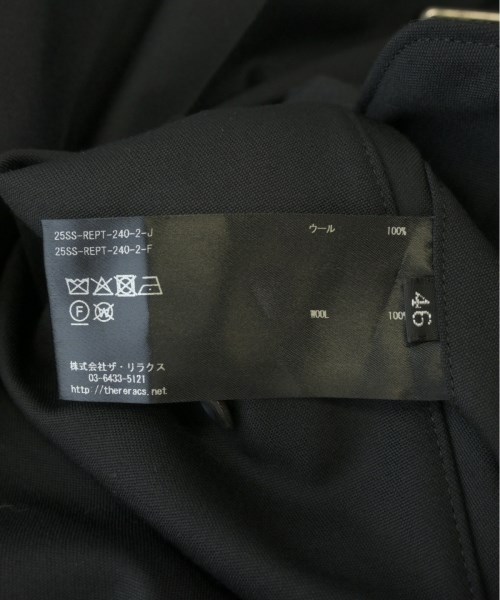 25SS-REPT-240-2-J
25SS-REPT-240-2-F
ウール 100%
WOOL 100%
46
F W
株式会社ザ・リラクス
03-6433-5121
http://thereracs.net